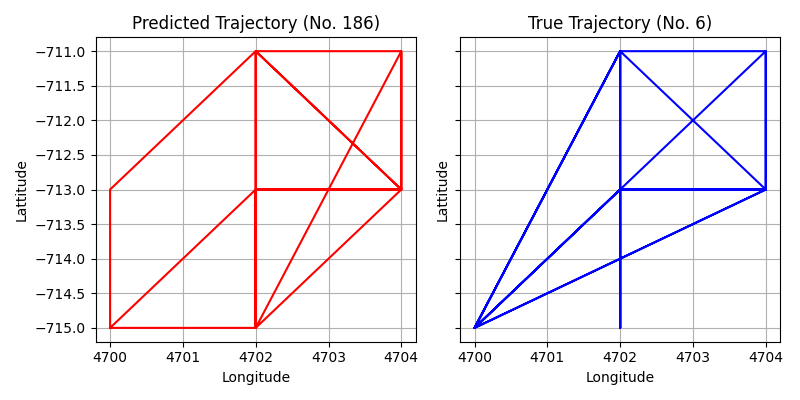 Predicted Trajectory (No. 186)
Lattitude
−711.0
−711.5
−712.0
−712.5
−713.0
−713.5
−714.0
−714.5
−715.0
4700 4701 4702 4703 4704
Longitude
True Trajectory (No. 6)
Lattitude
4700 4701 4702 4703 4704
Longitude